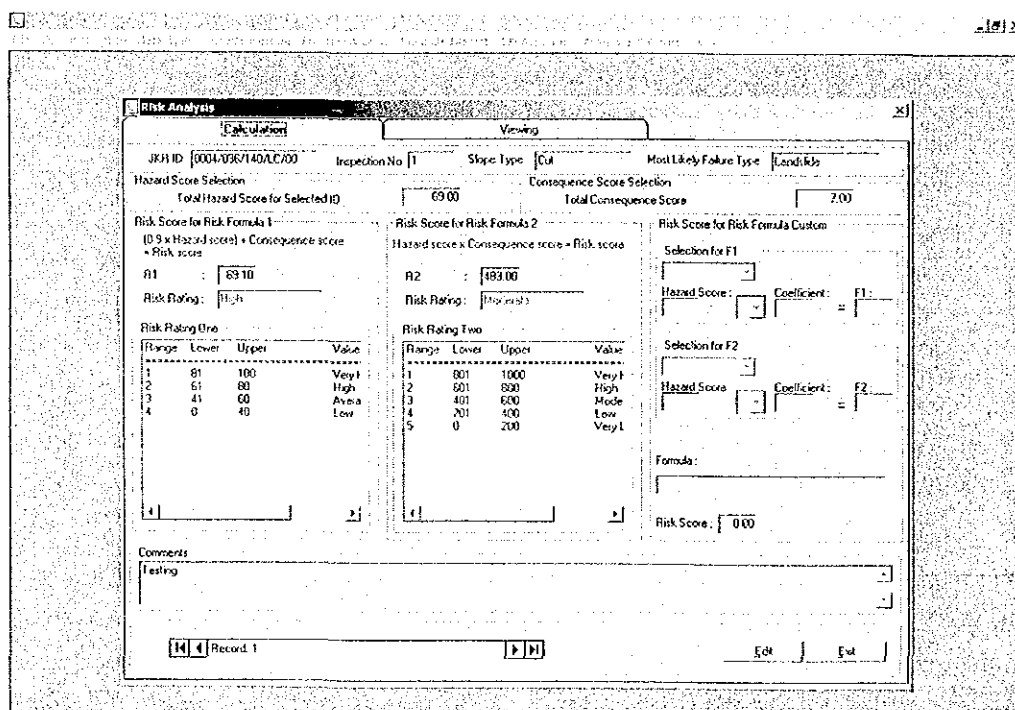 Risk Analysis
Calculation Viewing
JKR ID 0004/036/140/LC/00 Inspection No 1 Slope Type Cut Most Likely Failure Type Landslide
Hazard Score Selection Consequence Score Selection
Total Hazard Score for Selected ID 69.00 Total Consequence Score 7.00
Risk Score for Risk Formula 1 Risk Score for Risk Formula 2 Risk Score for Risk Formula Custom
(0.9 x Hazard score) + Consequence score
= Risk score
Hazard score x Consequence score = Risk score
Selection for F1
R1 : 69.10 R2 : 483.00
Hazard Score : Coefficient : F1 :
=
Risk Rating : High Risk Rating : Moderate
Risk Rating One Risk Rating Two Selection for F2
Range Lower Upper Value Range Lower Upper Value
1 81 100 Very H 1 801 1000 Very H
2 61 80 High 2 601 800 High
3 41 60 Avera 3 401 600 Mode
4 0 40 Low 4 201 400 Low
5 0 200 Very L
Hazard Score Coefficient : F2 :
=
Formula :
Risk Score : 0.00
Comments
Testing
Record: 1 Edit Exit